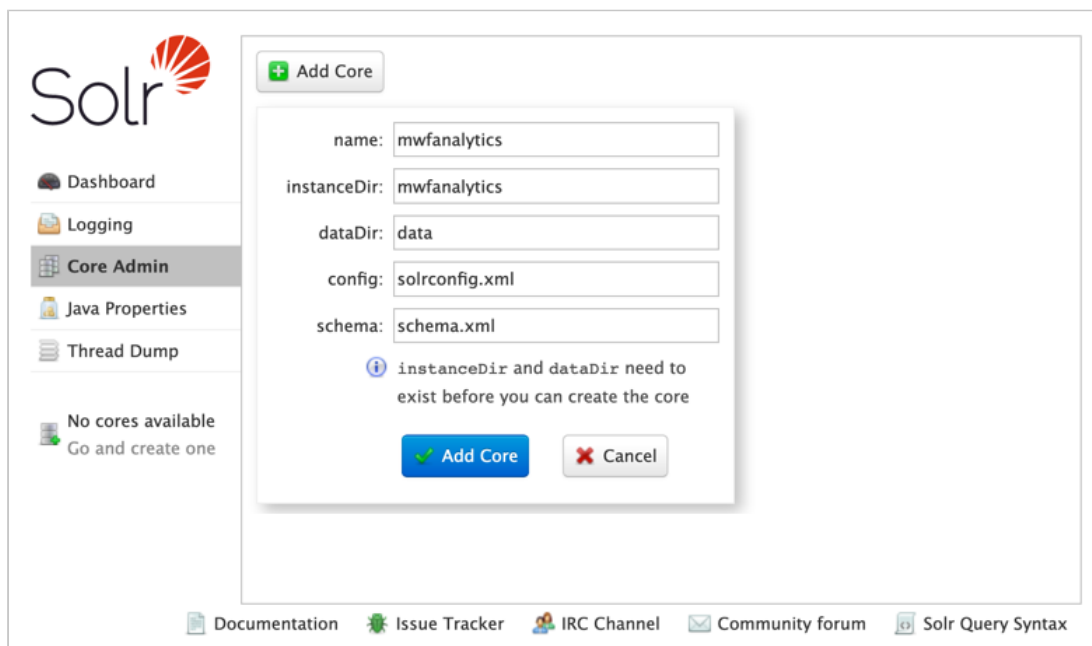 Solr
Dashboard
Logging
Core Admin
Java Properties
Thread Dump
No cores available
Go and create one
Add Core
name: mwfanalytics
instanceDir: mwfanalytics
dataDir: data
config: solrconfig.xml
schema: schema.xml
instanceDir and dataDir need to
exist before you can create the core
Add Core Cancel
Documentation Issue Tracker IRC Channel Community forum Solr Query Syntax